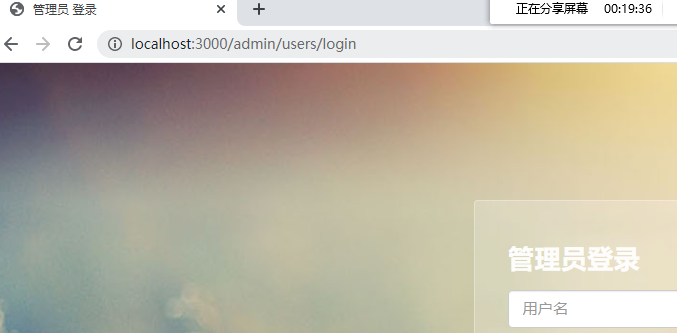 管理员 登录
正在分享屏幕 00:19:36
localhost:3000/admin/users/login
管理员登录
用户名